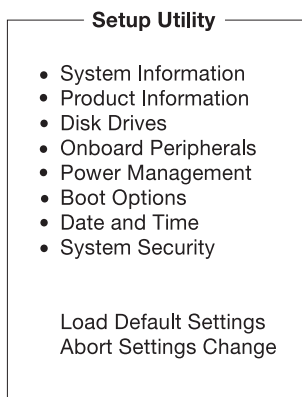 Setup Utility
• System Information
• Product Information
• Disk Drives
• Onboard Peripherals
• Power Management
• Boot Options
• Date and Time
• System Security
Load Default Settings
Abort Settings Change